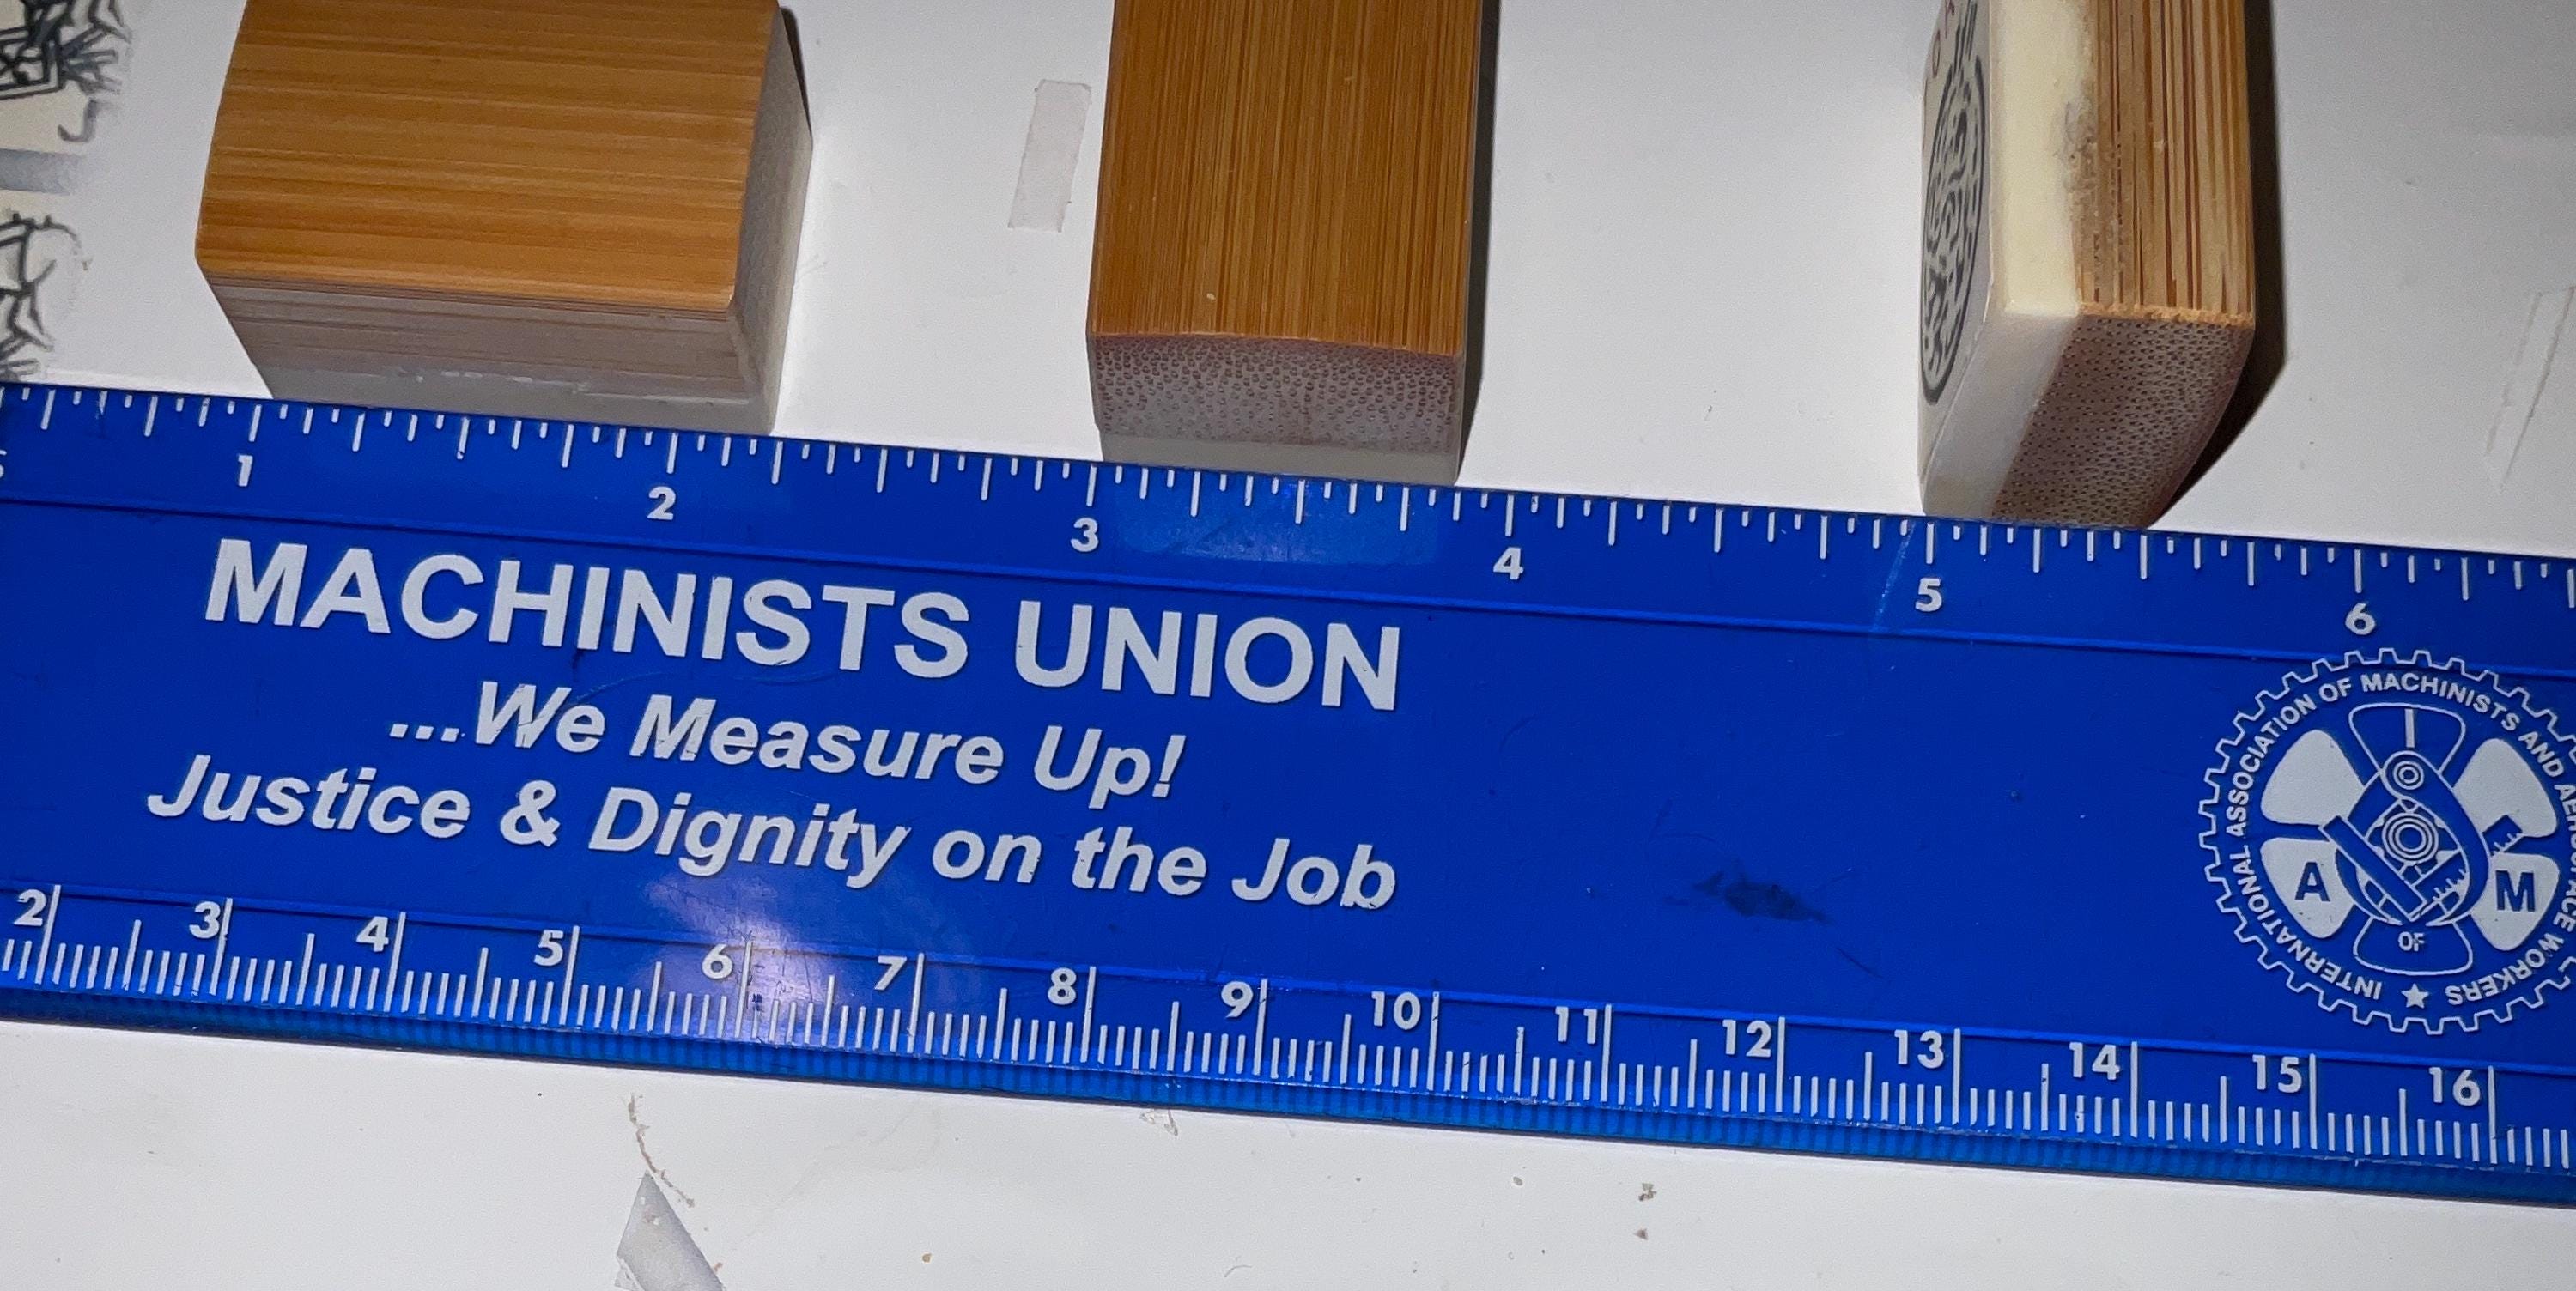 1 2 3 4 5 6
MACHINISTS UNION
...We Measure Up!
Justice & Dignity on the Job
INTERNATIONAL ASSOCIATION OF MACHINISTS AND
WORKERS
I
A M
OF
2 3 4 5 6 7 8 9 10 11 12 13 14 15 16